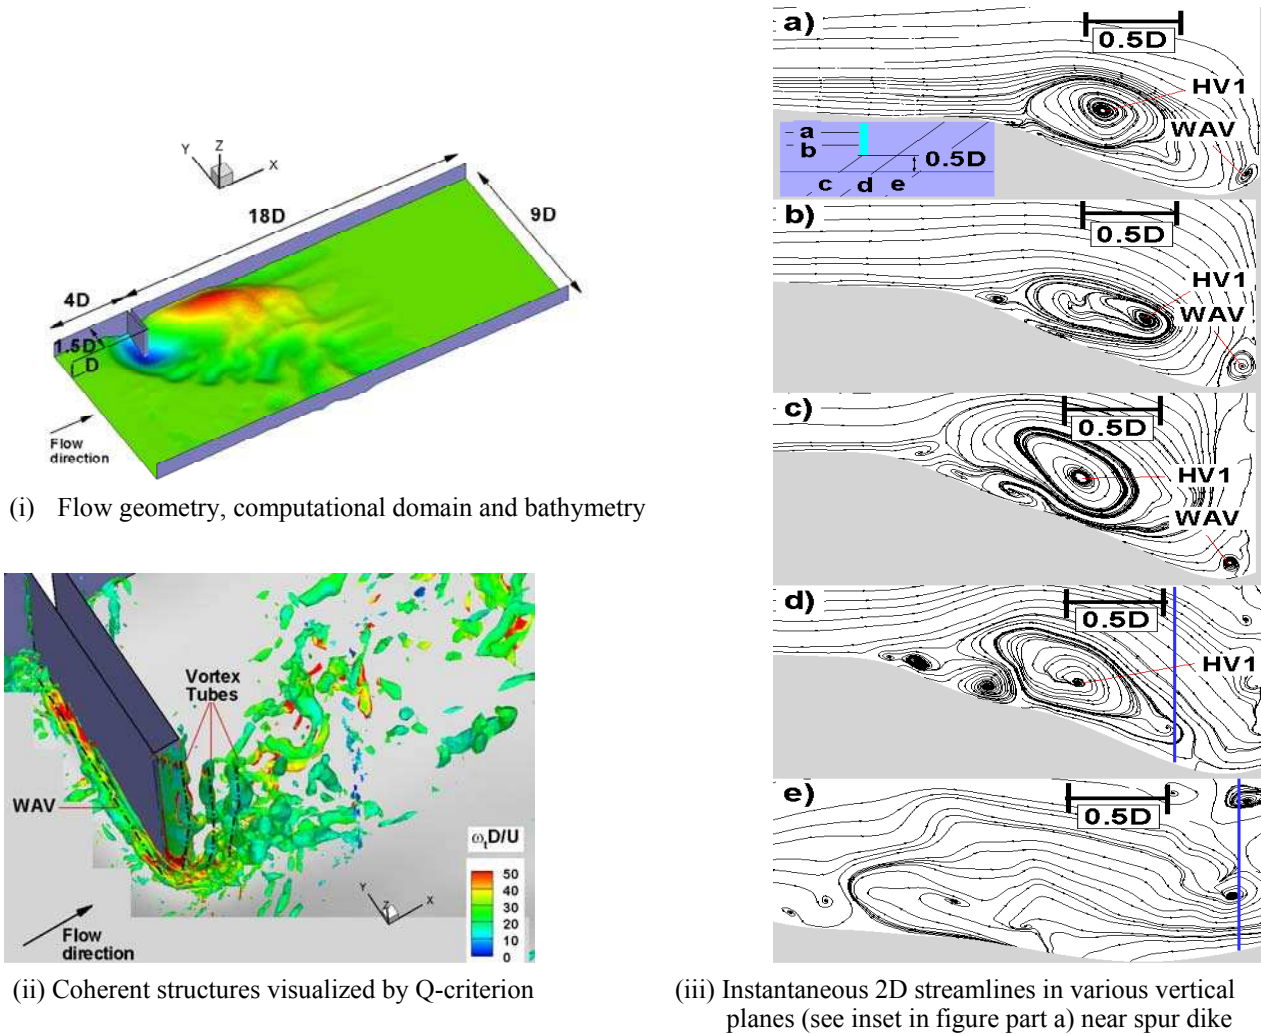 Y
Z
X
18D
9D
4D
1.5D
D
Flow
direction
(i) Flow geometry, computational domain and bathymetry
Vortex
Tubes
WAV
ωtD/U
50
40
30
20
10
0
Y
Z
X
Flow
direction
(ii) Coherent structures visualized by Q-criterion
a)
0.5D
HV1
WAV
a
b
0.5D
c
d
e
b)
0.5D
HV1
WAV
c)
0.5D
HV1
WAV
d)
0.5D
HV1
e)
0.5D
(iii) Instantaneous 2D streamlines in various vertical
planes (see inset in figure part a) near spur dike